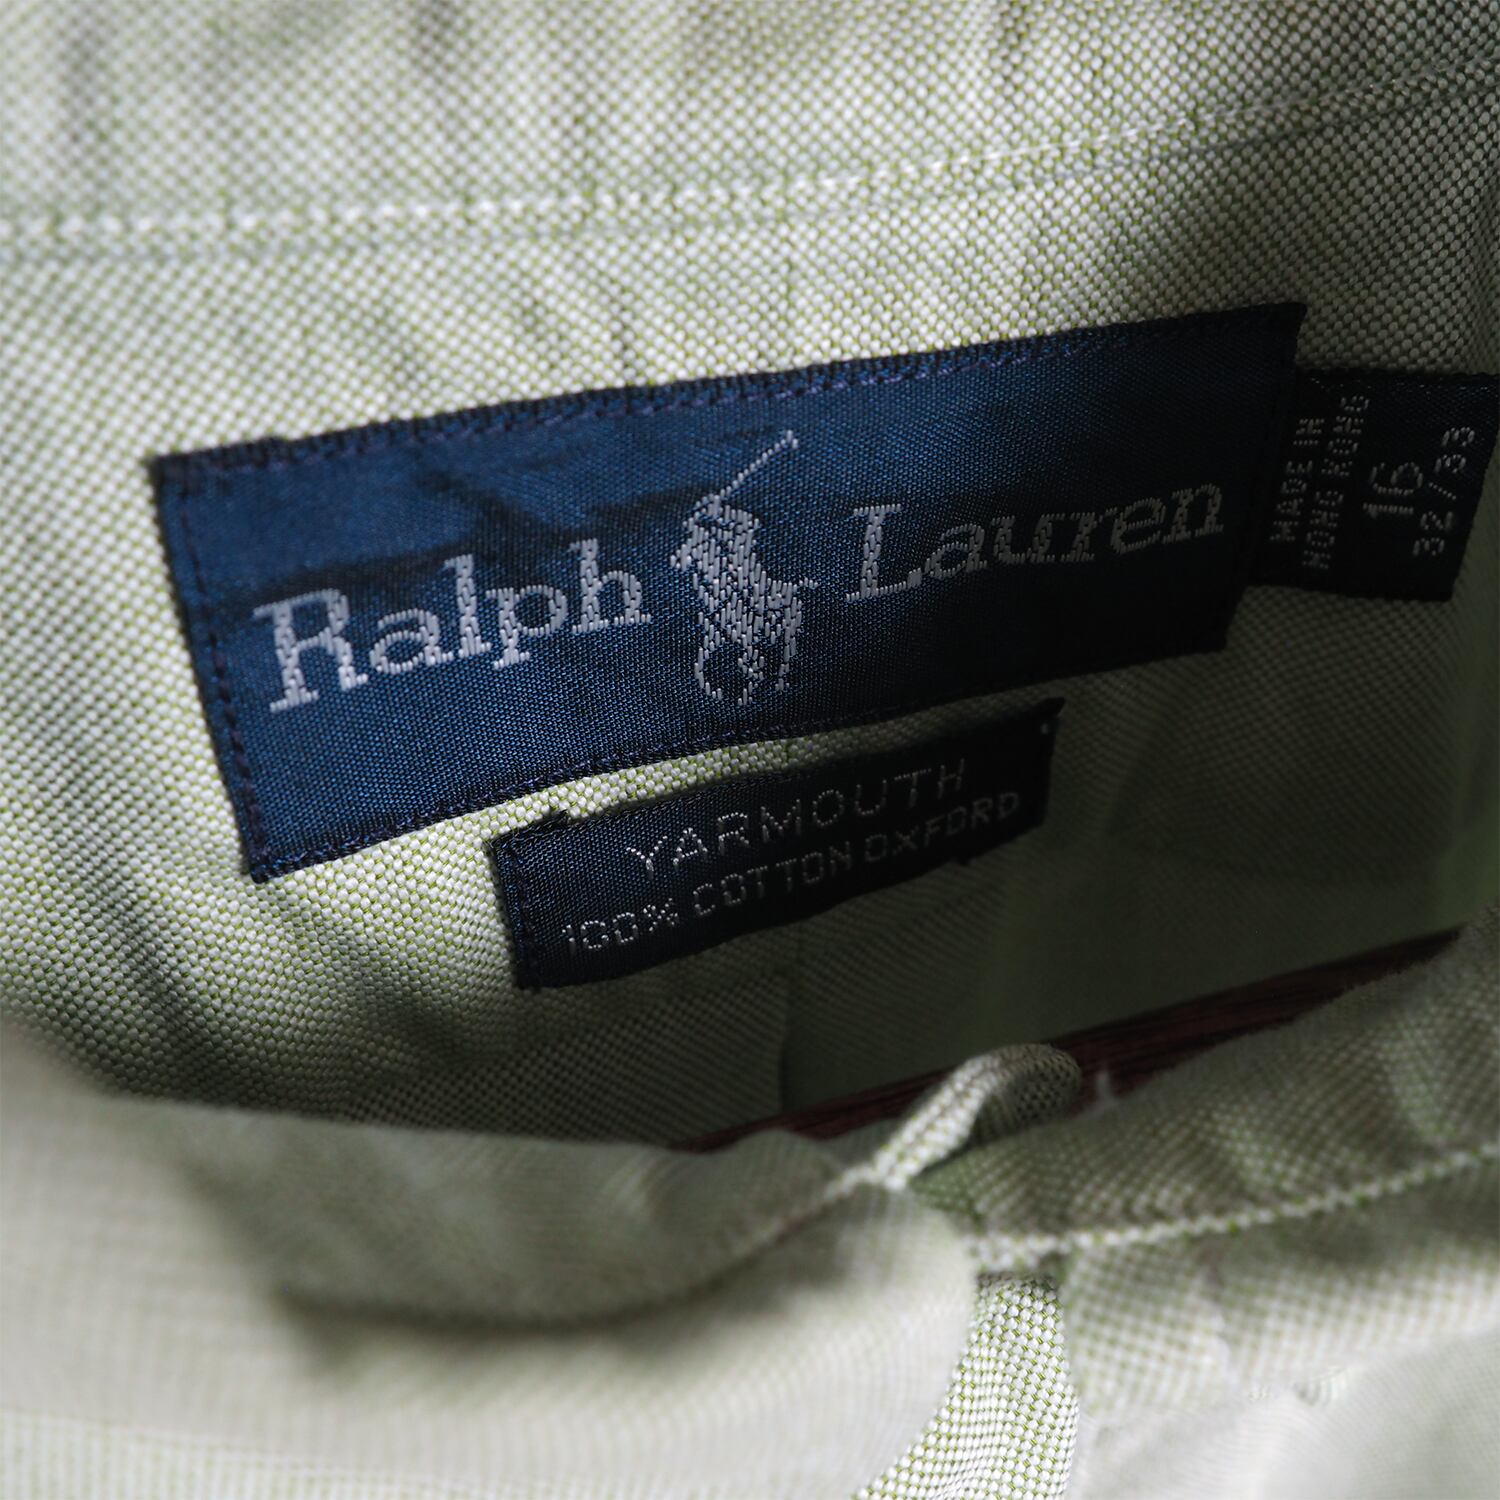 Ralph Lauren
MADE IN
HONG KONG
16
32/33
YARMOUTH
100% COTTON OXFORD